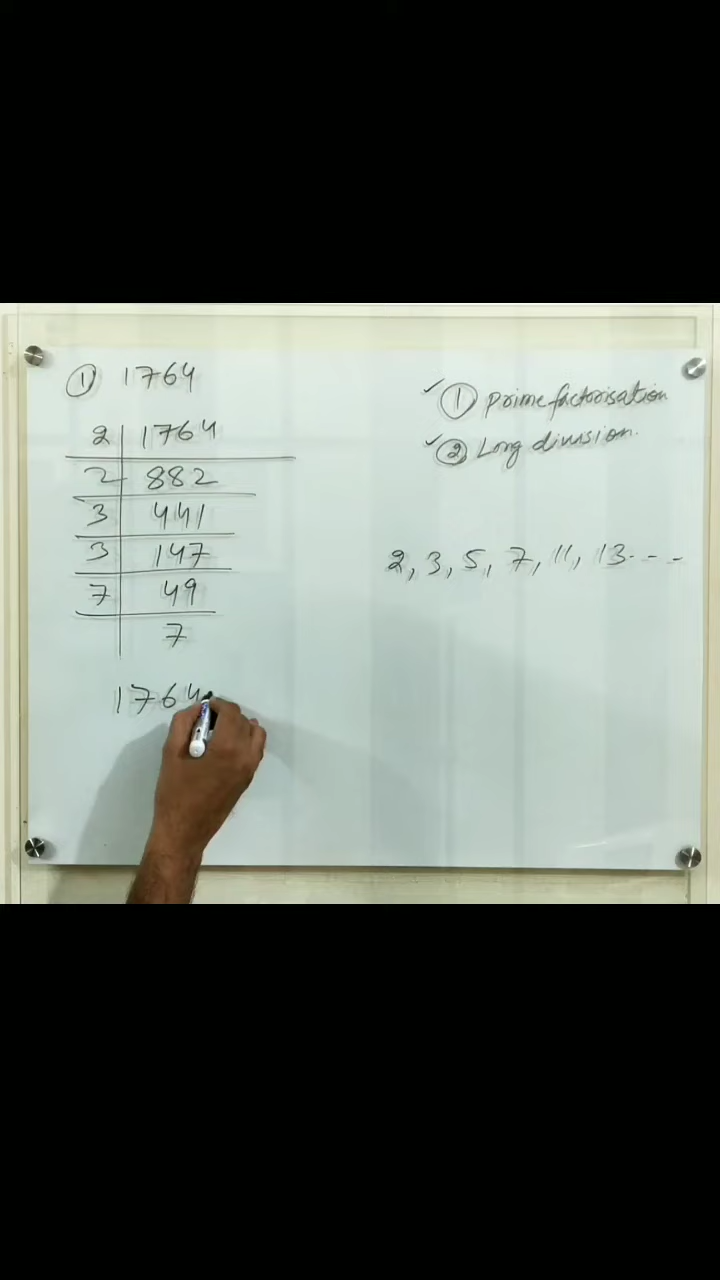 ① 1764
2 | 1764
2 | 882
3 | 441
3 | 147
7 | 49
7
1764
✓ ① Prime factorisation
✓ ② Long division.
2, 3, 5, 7, 11, 13 - - -